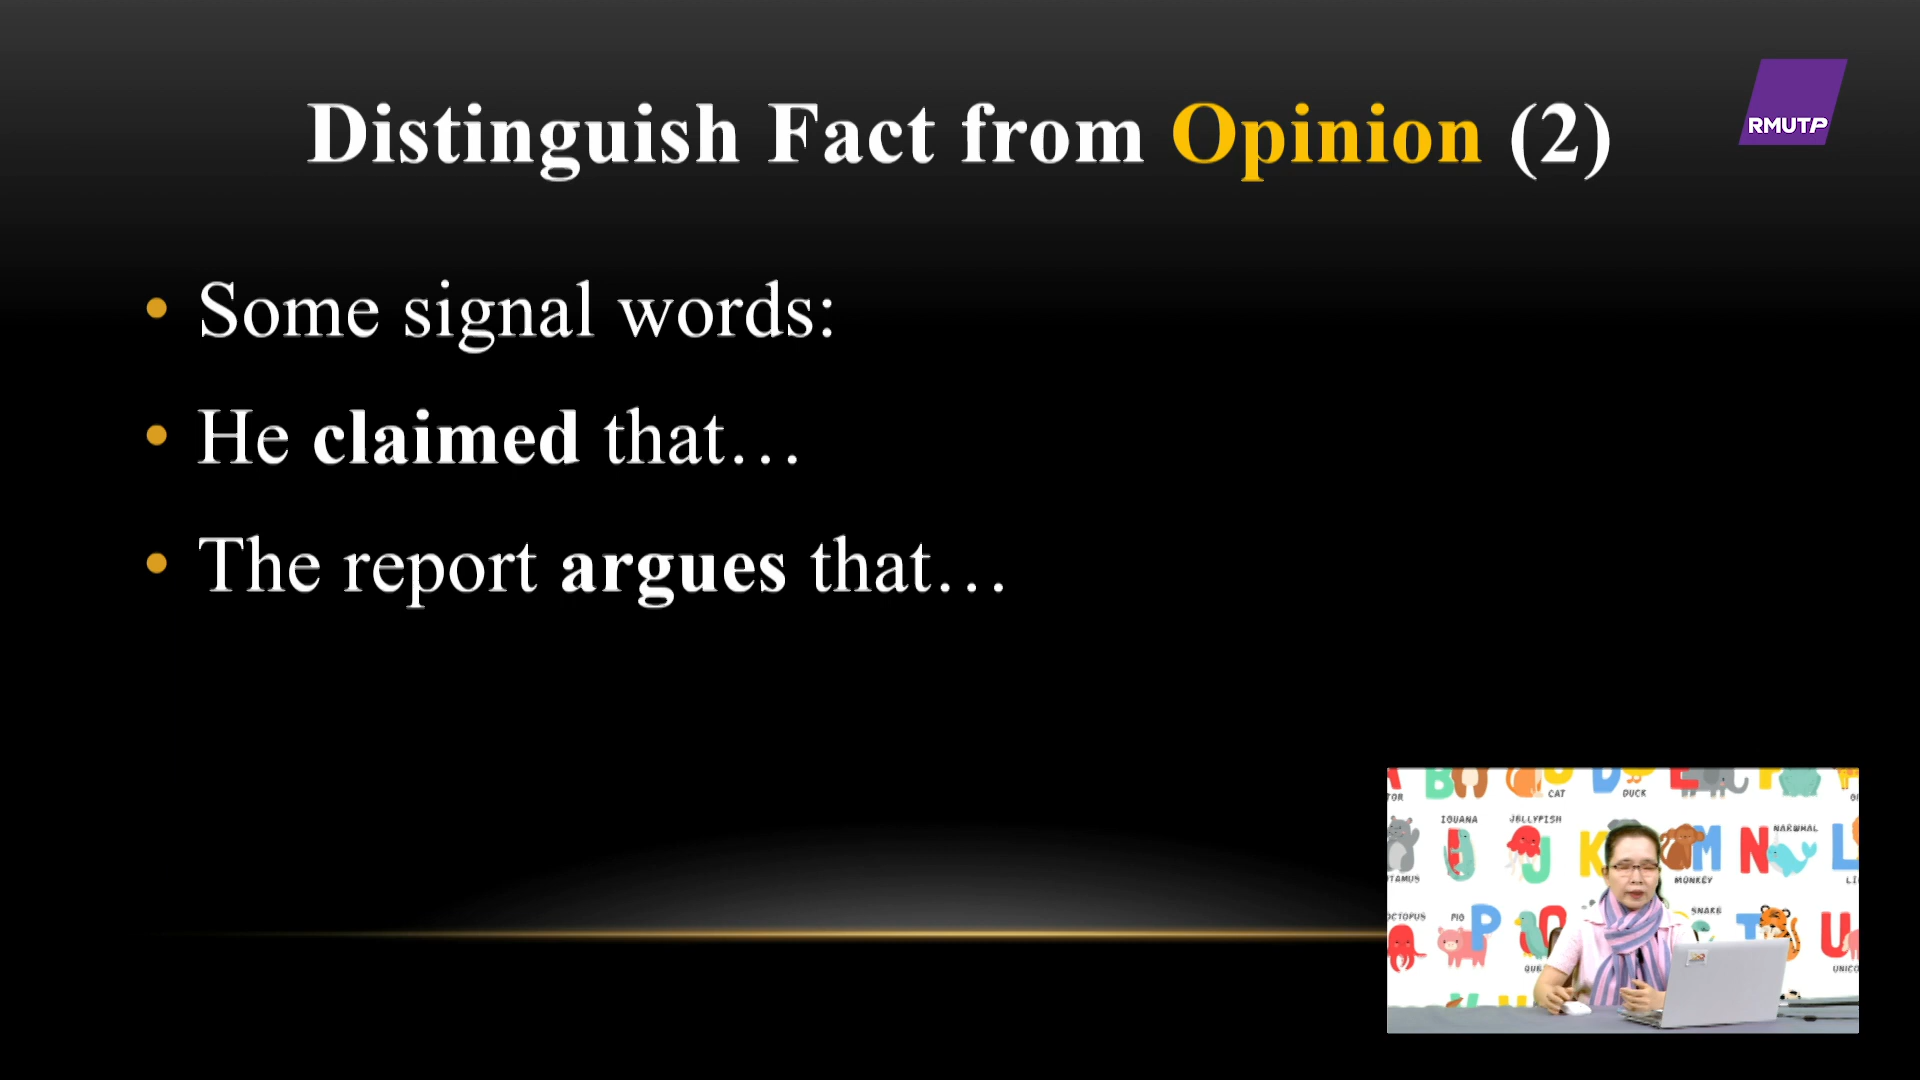 Distinguish Fact from Opinion (2)
RMUTP
• Some signal words:
• He claimed that…
• The report argues that…
B
CAT
DUCK
IGUANA
JELLYFISH
NARWHAL
J
K
M
N
L
MONKEY
OCTOPUS
PIG
P
SNAKE
T
U